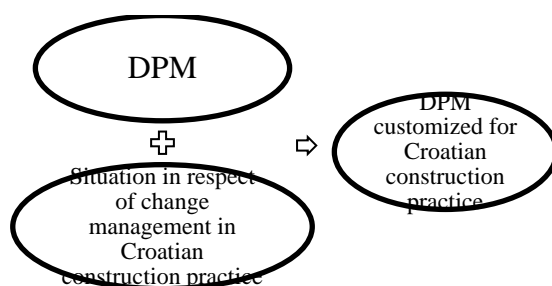 DPM
Situation in respect
of change
management in
Croatian
construction practice
DPM
customized for
Croatian
construction
practice